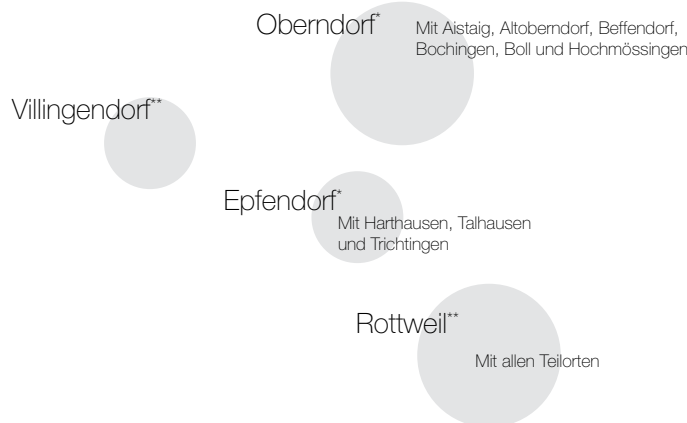 Oberndorf*
Mit Aistaig, Altoberndorf, Beffendorf,
Bochingen, Boll und Hochmössingen
Villingendorf**
Epfendorf*
Mit Harthausen, Talhausen
und Trichtingen
Rottweil**
Mit allen Teilorten